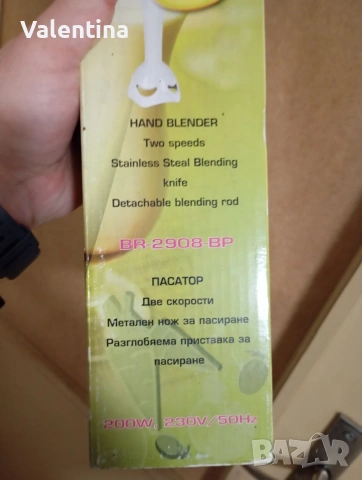 Valentina
HAND BLENDER
Two speeds
Stainless Steal Blending
knife
Detachable blending rod
BR-2908-BP
ПАСАТОР
Две скорости
Метален нож за пасиране
Разглобяема приставка за
пасиране
200W, 230V, 50Hz
BAZAR